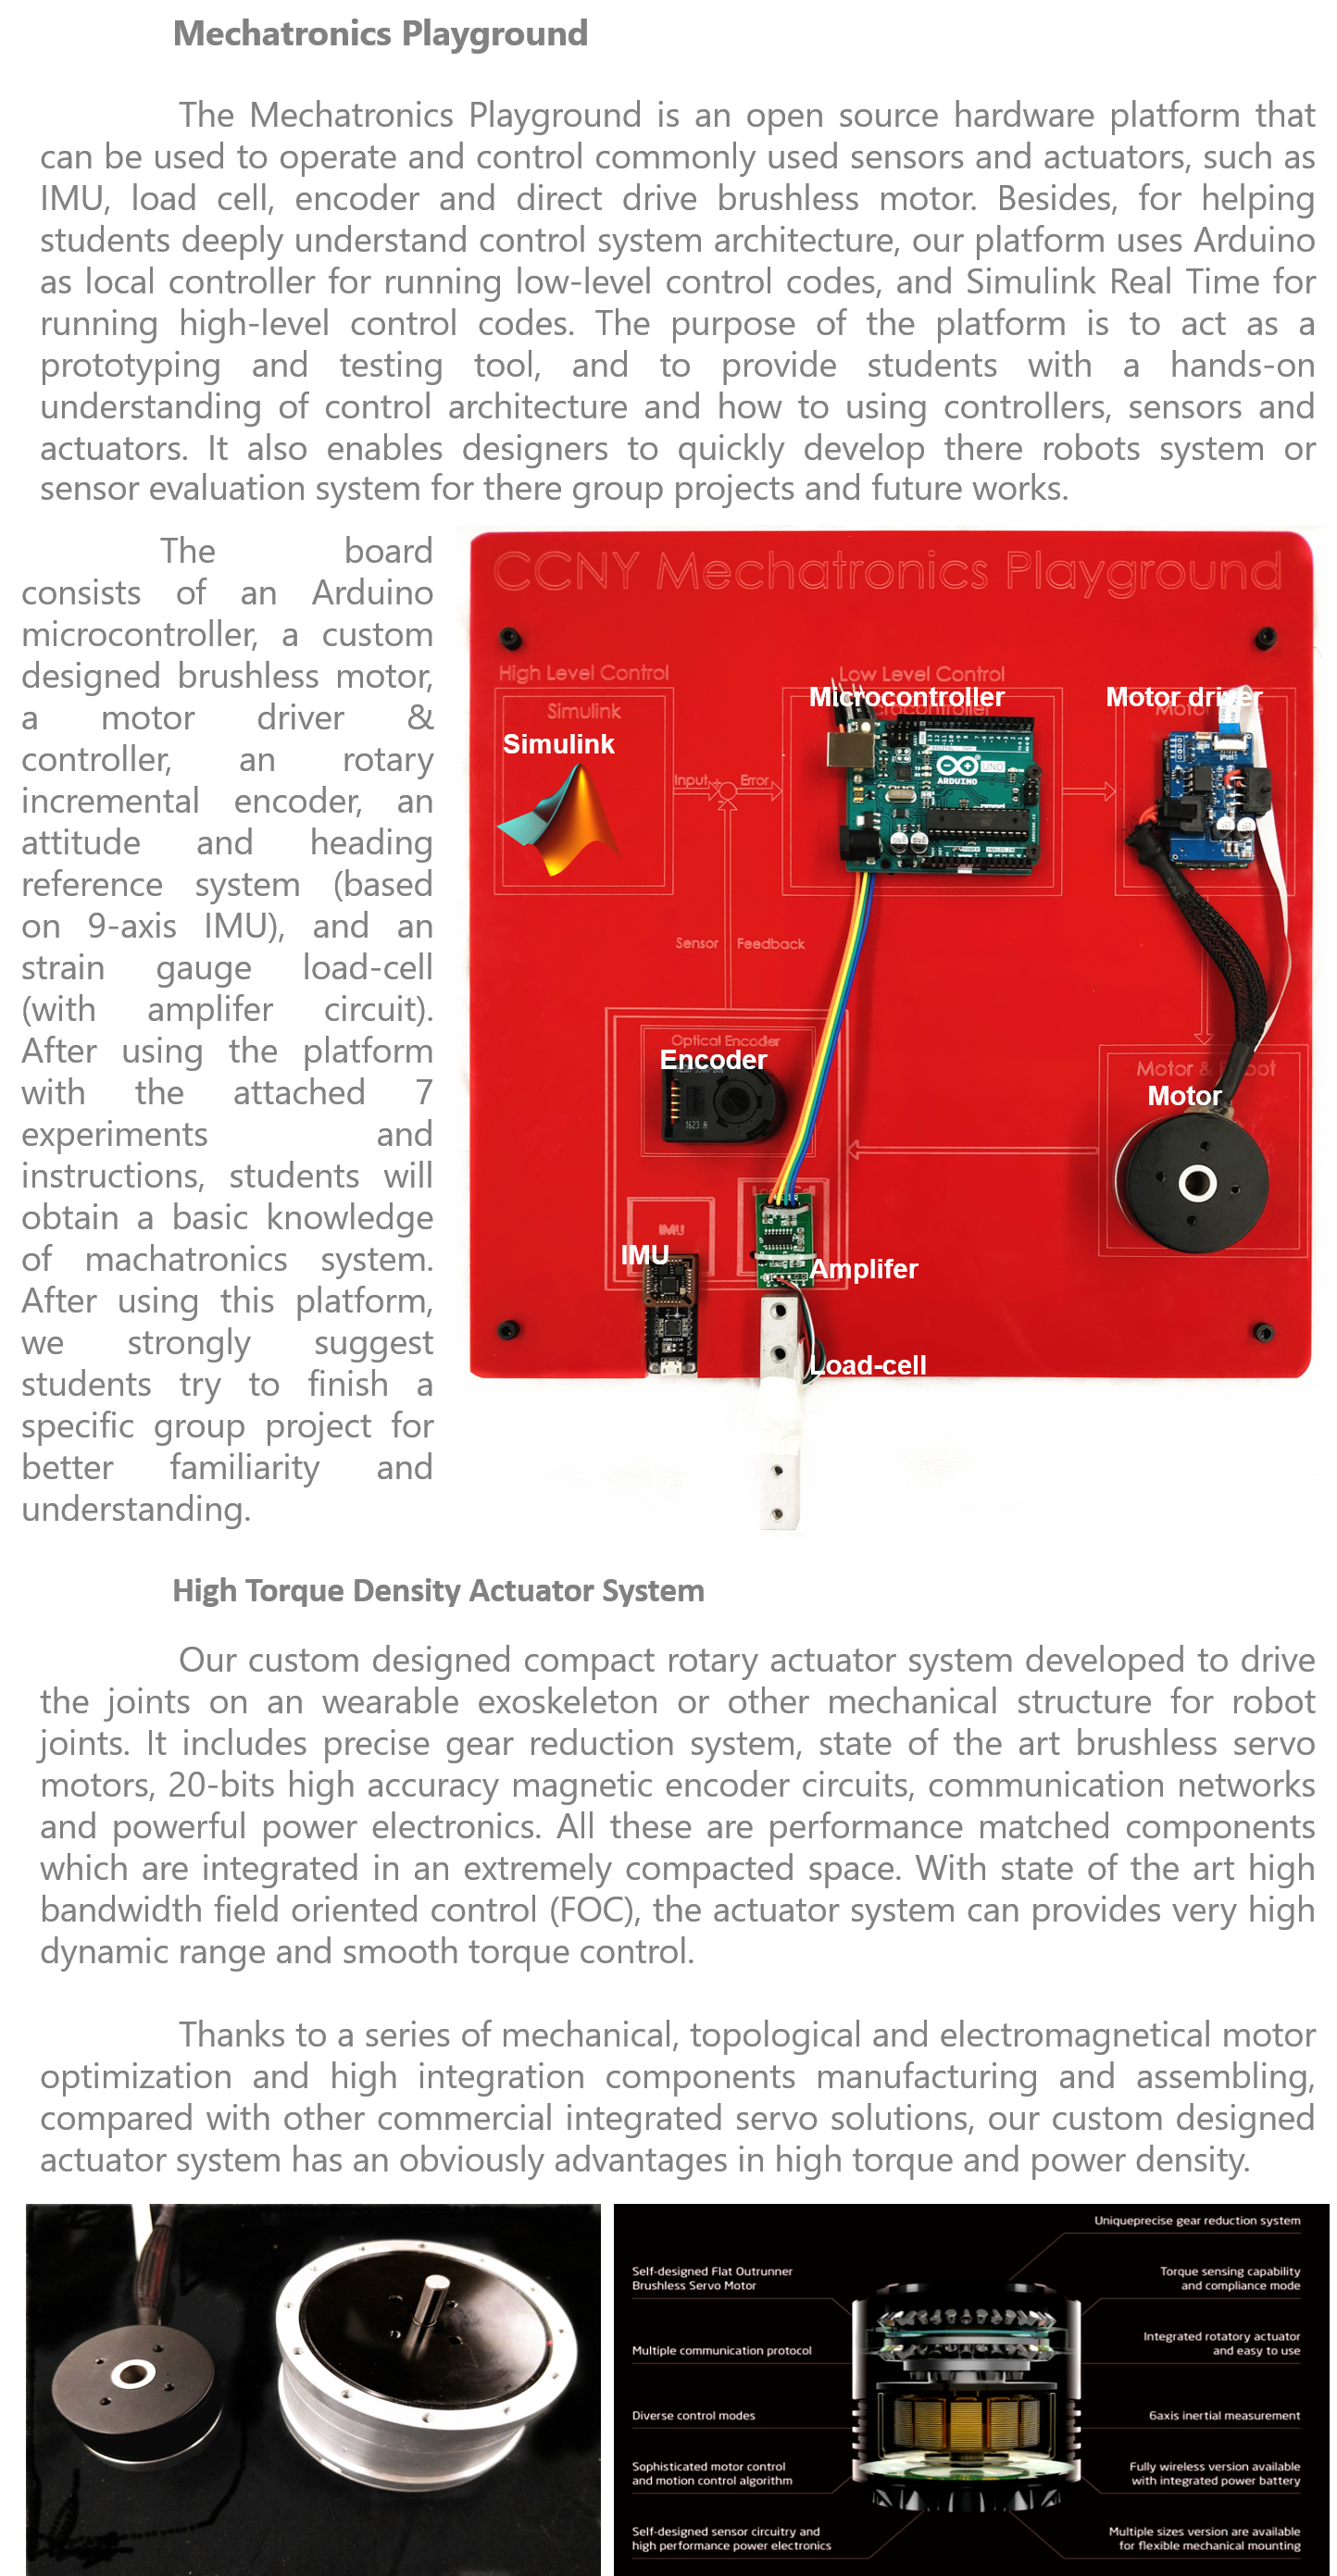 Mechatronics Playground
The Mechatronics Playground is an open source hardware platform that
can be used to operate and control commonly used sensors and actuators, such as
IMU, load cell, encoder and direct drive brushless motor. Besides, for helping
students deeply understand control system architecture, our platform uses Arduino
as local controller for running low-level control codes, and Simulink Real Time for
running high-level control codes. The purpose of the platform is to act as a
prototyping and testing tool, and to provide students with a hands-on
understanding of control architecture and how to using controllers, sensors and
actuators. It also enables designers to quickly develop there robots system or
sensor evaluation system for there group projects and future works.
The board
consists of an Arduino
microcontroller, a custom
designed brushless motor,
a motor driver &
controller, an rotary
incremental encoder, an
attitude and heading
reference system (based
on 9-axis IMU), and an
strain gauge load-cell
(with amplifer circuit).
After using the platform
with the attached 7
experiments and
instructions, students will
obtain a basic knowledge
of machatronics system.
After using this platform,
we strongly suggest
students try to finish a
specific group project for
better familiarity and
understanding.
CCNY Mechatronics Playground
High Level Control
Low Level Control
Simulink
Microcontroller
Motor driver
Simulink
Input
Error
UNO
ARDUINO
Sensor
Feedback
Optical Encoder
Encoder
1623 A
Motor & Robot
Motor
IMU
IMU
Amplifer
Load-cell
High Torque Density Actuator System
Our custom designed compact rotary actuator system developed to drive
the joints on an wearable exoskeleton or other mechanical structure for robot
joints. It includes precise gear reduction system, state of the art brushless servo
motors, 20-bits high accuracy magnetic encoder circuits, communication networks
and powerful power electronics. All these are performance matched components
which are integrated in an extremely compacted space. With state of the art high
bandwidth field oriented control (FOC), the actuator system can provides very high
dynamic range and smooth torque control.
Thanks to a series of mechanical, topological and electromagnetical motor
optimization and high integration components manufacturing and assembling,
compared with other commercial integrated servo solutions, our custom designed
actuator system has an obviously advantages in high torque and power density.
Uniqueprecise gear reduction system
Self-designed Flat Outrunner
Brushless Servo Motor
Torque sensing capability
and compliance mode
Multiple communication protocol
Integrated rotatory actuator
and easy to use
Diverse control modes
6axis inertial measurement
Sophisticated motor control
and motion control algorithm
Fully wireless version available
with integrated power battery
Self-designed sensor circuitry and
high performance power electronics
Multiple sizes version are available
for flexible mechanical mounting